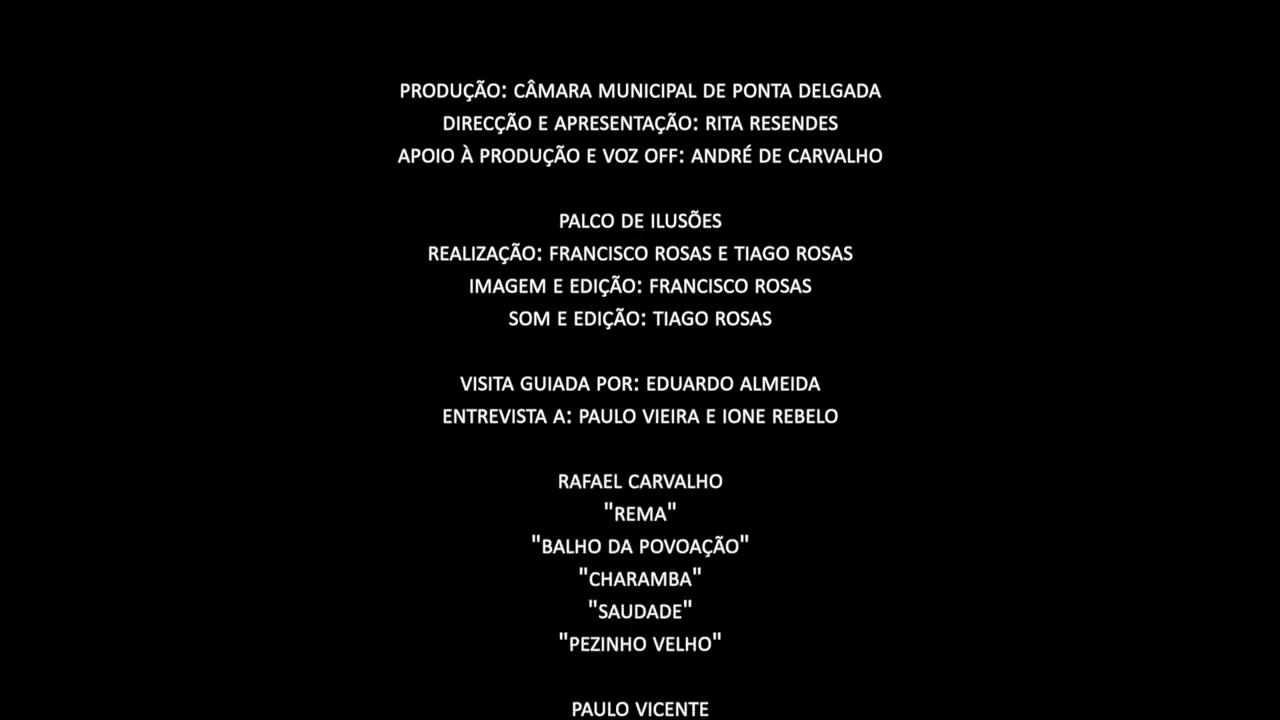 PRODUÇÃO: CÂMARA MUNICIPAL DE PONTA DELGADA
DIRECÇÃO E APRESENTAÇÃO: RITA RESENDES
APOIO À PRODUÇÃO E VOZ OFF: ANDRÉ DE CARVALHO
PALCO DE ILUSÕES
REALIZAÇÃO: FRANCISCO ROSAS E TIAGO ROSAS
IMAGEM E EDIÇÃO: FRANCISCO ROSAS
SOM E EDIÇÃO: TIAGO ROSAS
VISITA GUIADA POR: EDUARDO ALMEIDA
ENTREVISTA A: PAULO VIEIRA E IONE REBELO
RAFAEL CARVALHO
"REMA"
"BALHO DA POVOAÇÃO"
"CHARAMBA"
"SAUDADE"
"PEZINHO VELHO"
PAULO VICENTE